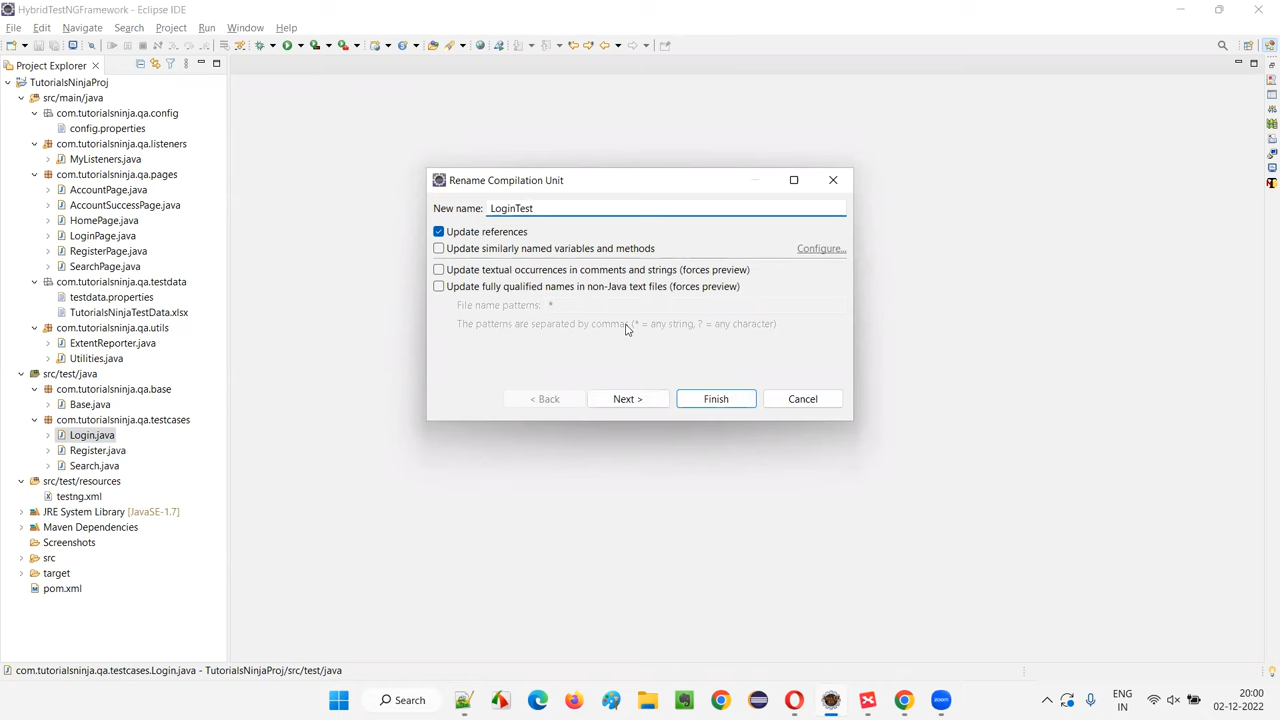 HybridTestNGFramework - Eclipse IDE
File Edit Navigate Search Project Run Window Help
Project Explorer
TutorialsNinjaProj
src/main/java
com.tutorialsninja.qa.config
config.properties
com.tutorialsninja.qa.listeners
MyListeners.java
com.tutorialsninja.qa.pages
AccountPage.java
AccountSuccessPage.java
HomePage.java
LoginPage.java
RegisterPage.java
SearchPage.java
com.tutorialsninja.qa.testdata
testdata.properties
TutorialsNinjaTestData.xlsx
com.tutorialsninja.qa.utils
ExtentReporter.java
Utilities.java
src/test/java
com.tutorialsninja.qa.base
Base.java
com.tutorialsninja.qa.testcases
Login.java
Register.java
Search.java
src/test/resources
testng.xml
JRE System Library [JavaSE-1.7]
Maven Dependencies
Screenshots
src
target
pom.xml
Rename Compilation Unit
New name: LoginTest
Update references
Update similarly named variables and methods Configure...
Update textual occurrences in comments and strings (forces preview)
Update fully qualified names in non-Java text files (forces preview)
File name patterns: *
The patterns are separated by comma (* = any string, ? = any character)
< Back Next > Finish Cancel
com.tutorialsninja.qa.testcases.Login.java - TutorialsNinjaProj/src/test/java
Search
zoom
ENG
IN
20:00
02-12-2022